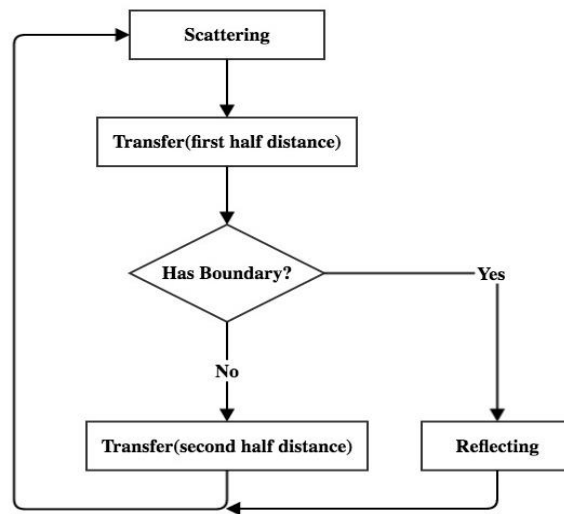 Scattering
Transfer(first half distance)
Has Boundary?
Yes
No
Transfer(second half distance)
Reflecting